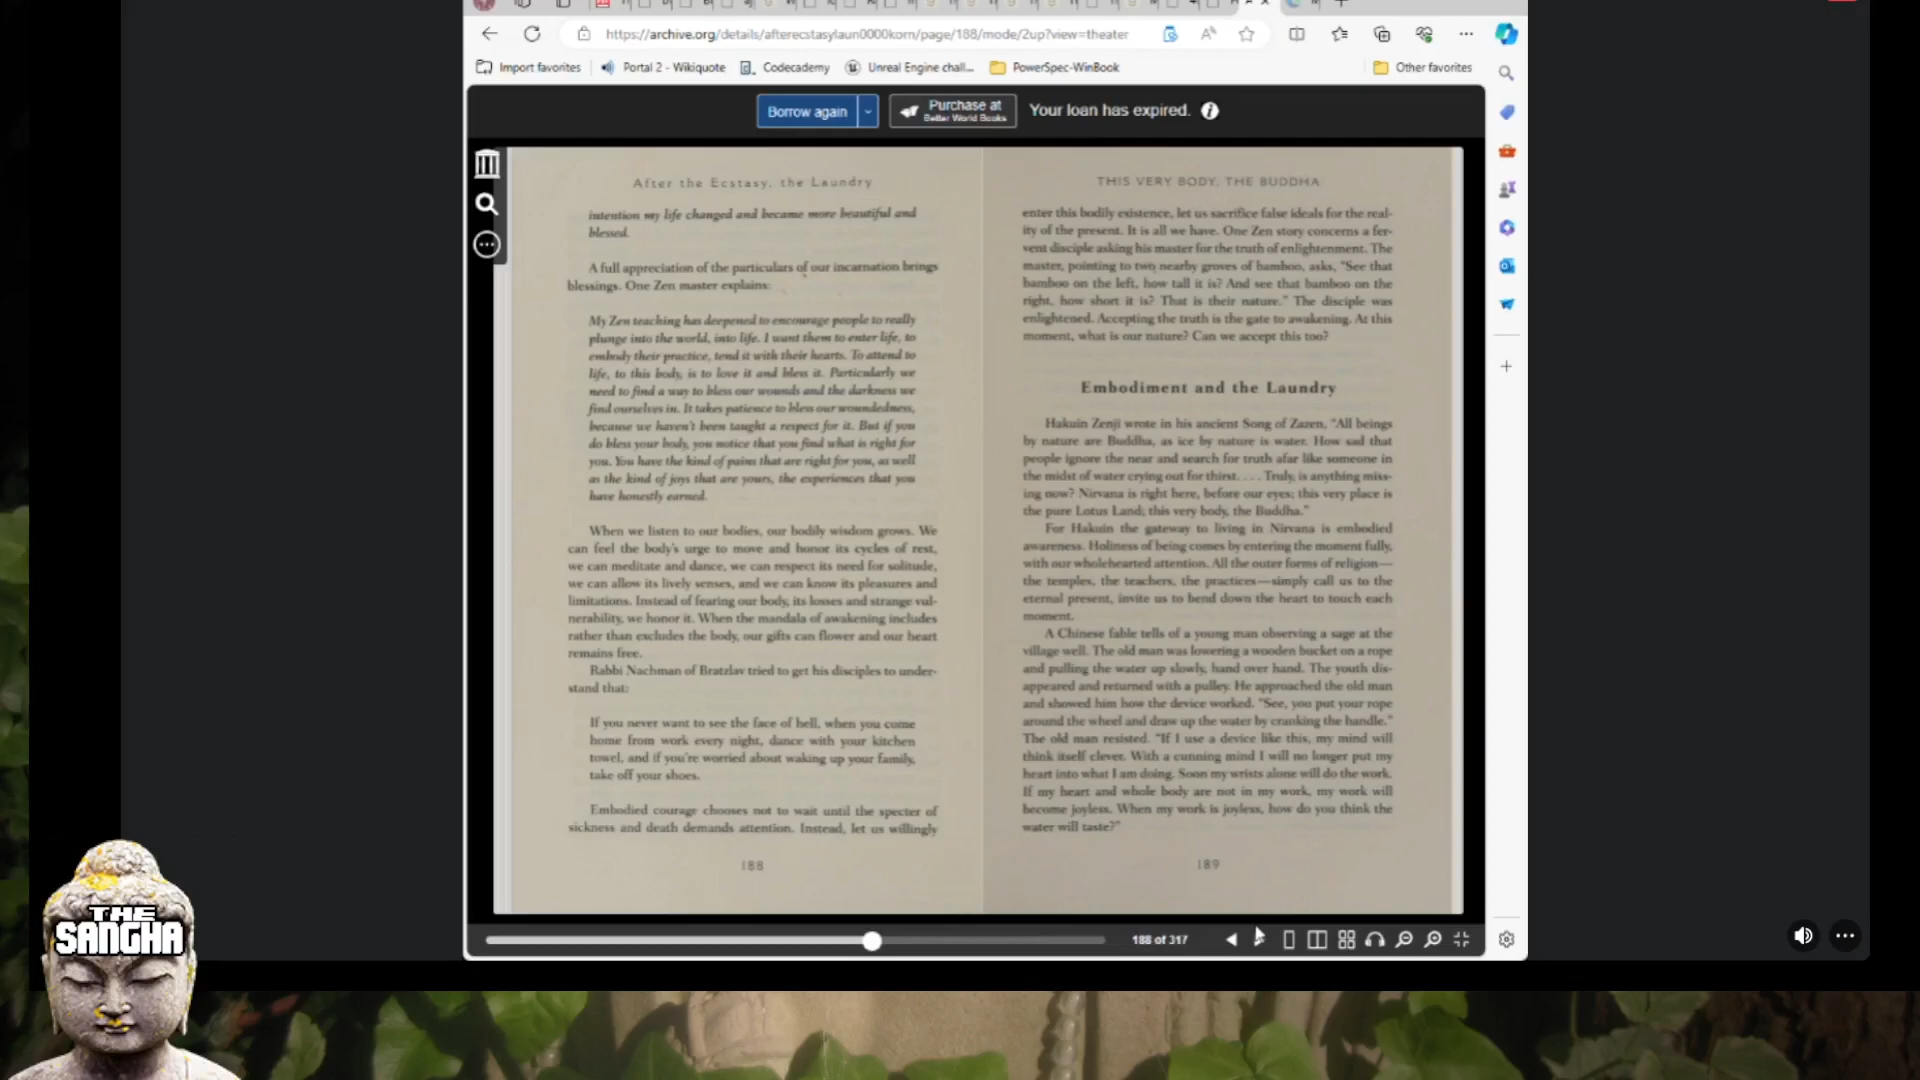 https://archive.org/details/afterecstasylaun0000korn/page/188/mode/2up?view=theater
Import favorites
Portal 2 - Wikiquote
Codecademy
Unreal Engine chall...
PowerSpec-WinBook
Other favorites
Borrow again
Purchase at
Better World Books
Your loan has expired.
After the Ecstasy, the Laundry
intention my life changed and became more beautiful and
blessed.
A full appreciation of the particulars of our incarnation brings
blessings. One Zen master explains:
My Zen teaching has deepened to encourage people to really
plunge into the world, into life. I want them to enter life, to
embody their practice, tend it with their hearts. To attend to
life, to this body, is to love it and bless it. Particularly we
need to find a way to bless our wounds and the darkness we
find ourselves in. It takes patience to bless our woundedness,
because we haven't been taught a respect for it. But if you
do bless your body, you notice that you find what is right for
you. You have the kind of pains that are right for you, as well
as the kind of joys that are yours, the experiences that you
have honestly earned.
When we listen to our bodies, our bodily wisdom grows. We
can feel the body's urge to move and honor its cycles of rest,
we can meditate and dance, we can respect its need for solitude,
we can allow its lively senses, and we can know its pleasures and
limitations. Instead of fearing our body, its losses and strange vul-
nerability, we honor it. When the mandala of awakening includes
rather than excludes the body, our gifts can flower and our heart
remains free.
Rabbi Nachman of Bratzlav tried to get his disciples to under-
stand that:
If you never want to see the face of hell, when you come
home from work every night, dance with your kitchen
towel, and if you're worried about waking up your family,
take off your shoes.
Embodied courage chooses not to wait until the specter of
sickness and death demands attention. Instead, let us willingly
188
THIS VERY BODY, THE BUDDHA
enter this bodily existence, let us sacrifice false ideals for the real-
ity of the present. It is all we have. One Zen story concerns a fer-
vent disciple asking his master for the truth of enlightenment. The
master, pointing to two nearby groves of bamboo, asks, "See that
bamboo on the left, how tall it is? And see that bamboo on the
right, how short it is? That is their nature." The disciple was
enlightened. Accepting the truth is the gate to awakening. At this
moment, what is our nature? Can we accept this too?
Embodiment and the Laundry
Hakuin Zenji wrote in his ancient Song of Zazen, "All beings
by nature are Buddha, as ice by nature is water. How sad that
people ignore the near and search for truth afar like someone in
the midst of water crying out for thirst. . . . Truly, is anything miss-
ing now? Nirvana is right here, before our eyes; this very place is
the pure Lotus Land; this very body, the Buddha."
For Hakuin the gateway to living in Nirvana is embodied
awareness. Holiness of being comes by entering the moment fully,
with our wholehearted attention. All the outer forms of religion—
the temples, the teachers, the practices—simply call us to the
eternal present, invite us to bend down the heart to touch each
moment.
A Chinese fable tells of a young man observing a sage at the
village well. The old man was lowering a wooden bucket on a rope
and pulling the water up slowly, hand over hand. The youth dis-
appeared and returned with a pulley. He approached the old man
and showed him how the device worked. "See, you put your rope
around the wheel and draw up the water by cranking the handle."
The old man resisted. "If I use a device like this, my mind will
think itself clever. With a cunning mind I will no longer put my
heart into what I am doing. Soon my wrists alone will do the work.
If my heart and whole body are not in my work, my work will
become joyless. When my work is joyless, how do you think the
water will taste?"
189
188 of 317
THE
SANGHA